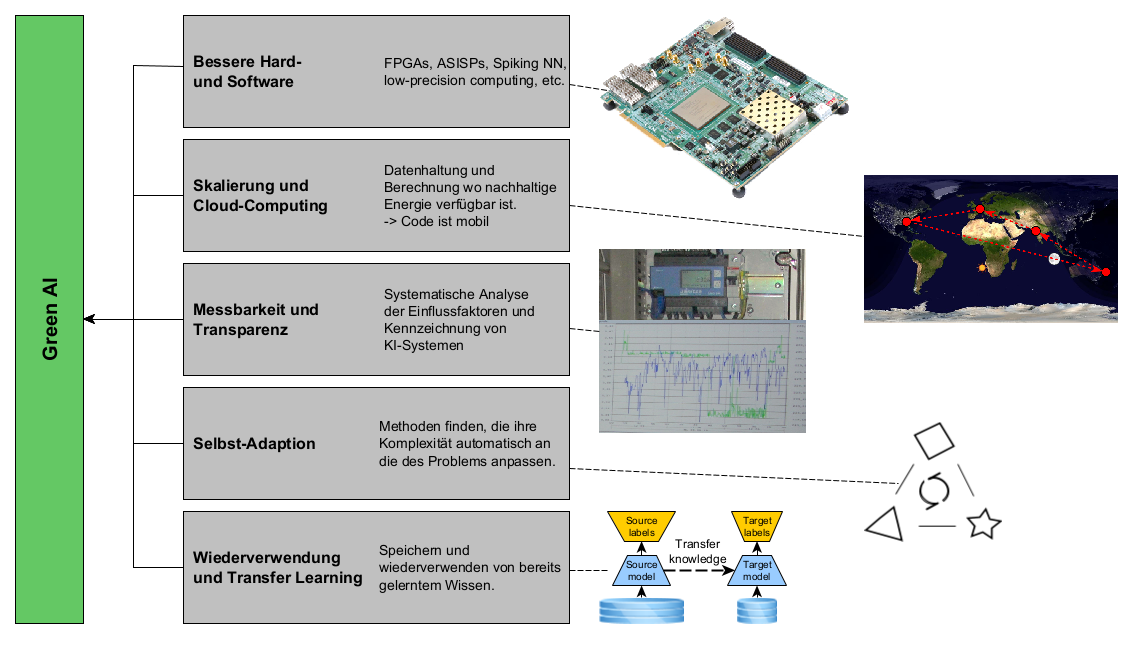 Green AI
Bessere Hard-
und Software
FPGAs, ASISPs, Spiking NN,
low-precision computing, etc.
Skalierung und
Cloud-Computing
Datenhaltung und
Berechnung wo nachhaltige
Energie verfügbar ist.
-> Code ist mobil
Messbarkeit und
Transparenz
Systematische Analyse
der Einflussfaktoren und
Kennzeichnung von
KI-Systemen
Selbst-Adaption
Methoden finden, die ihre
Komplexität automatisch an
die des Problems anpassen.
Wiederverwendung
und Transfer Learning
Speichern und
wiederverwenden von bereits
gelerntem Wissen.
Source
labels
Target
labels
Transfer
knowledge
Source
model
Target
model